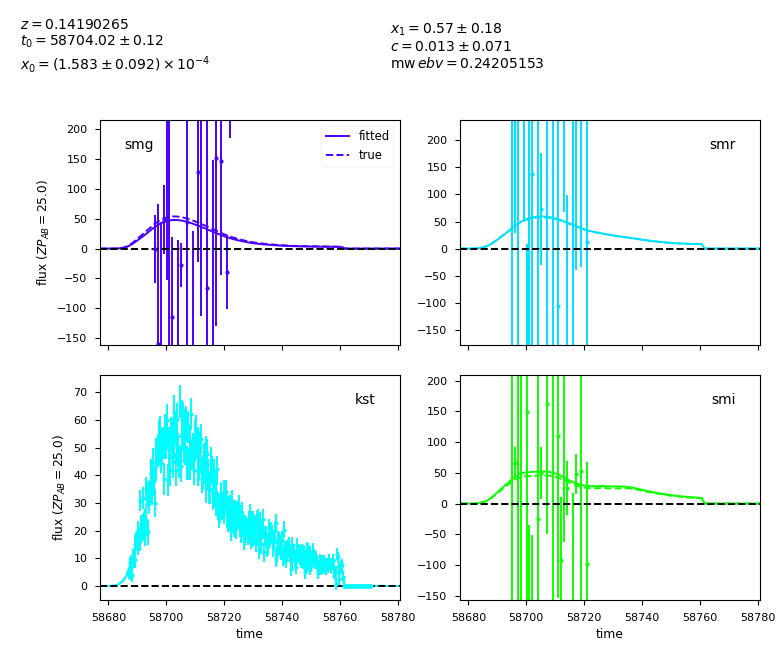 z = 0.14190265
t₀ = 58704.02 ± 0.12
x₀ = (1.583 ± 0.092) × 10⁻⁴
x₁ = 0.57 ± 0.18
c = 0.013 ± 0.071
mw ebv = 0.24205153
smg
fitted
true
flux (ZP_AB = 25.0)
200
150
100
50
0
−50
−100
−150
smr
200
150
100
50
0
−50
−100
−150
kst
flux (ZP_AB = 25.0)
70
60
50
40
30
20
10
0
58680 58700 58720 58740 58760 58780
time
smi
200
150
100
50
0
−50
−100
−150
58680 58700 58720 58740 58760 58780
time